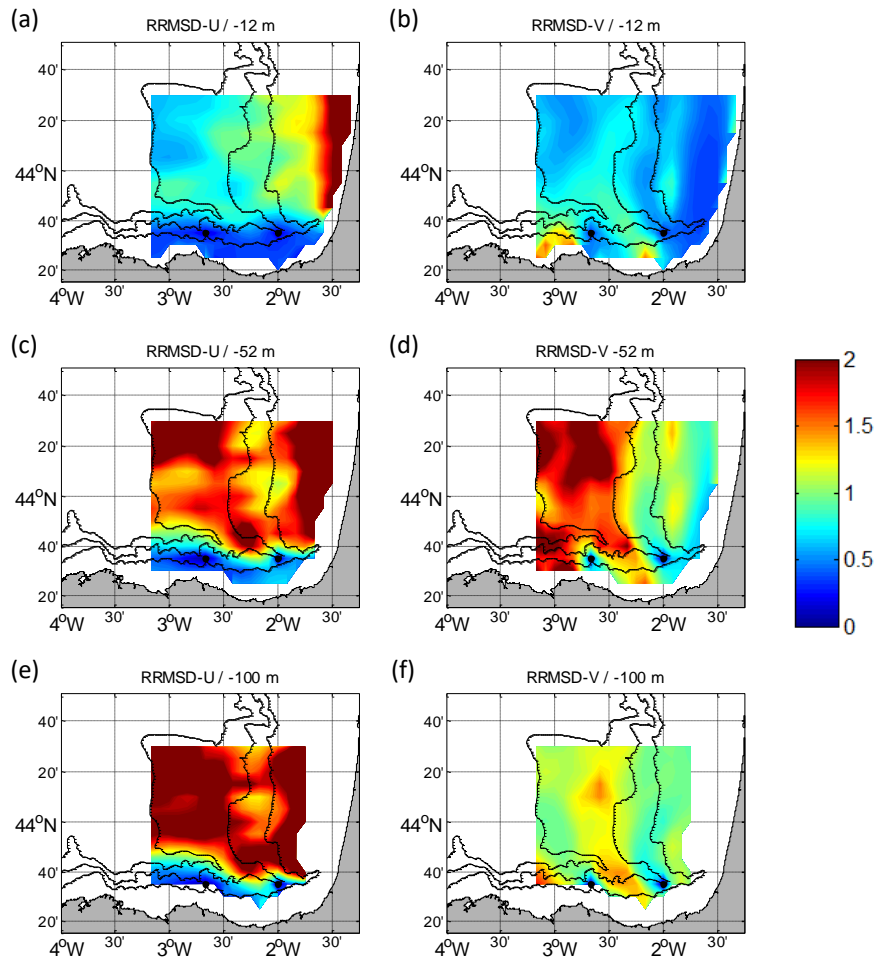 (a) (b)
RRMSD-U / -12 m RRMSD-V / -12 m
40' 40'
20' 20'
44°N 44°N
40' 40'
20' 20'
4°W 30' 3°W 30' 2°W 30' 4°W 30' 3°W 30' 2°W 30'
(c) (d)
RRMSD-U / -52 m RRMSD-V -52 m
2
40' 40'
20' 20' 1.5
44°N 44°N 1
40' 40' 0.5
20' 20' 0
4°W 30' 3°W 30' 2°W 30' 4°W 30' 3°W 30' 2°W 30'
(e) (f)
RRMSD-U / -100 m RRMSD-V / -100 m
40' 40'
20' 20'
44°N 44°N
40' 40'
20' 20'
4°W 30' 3°W 30' 2°W 30' 4°W 30' 3°W 30' 2°W 30'